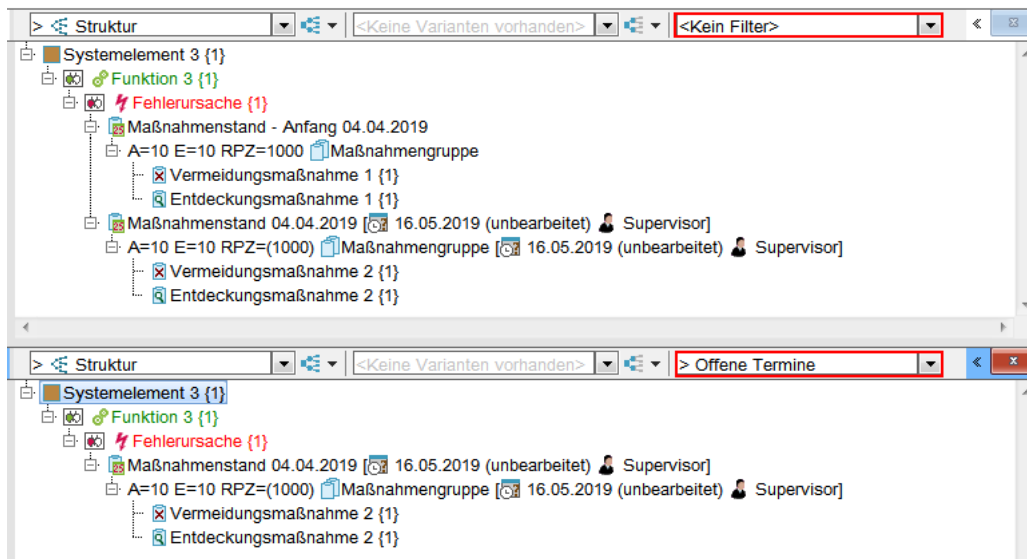 > Struktur <Keine Varianten vorhanden> <Kein Filter>
Systemelement 3 {1}
Funktion 3 {1}
Fehlerursache {1}
Maßnahmenstand - Anfang 04.04.2019
A=10 E=10 RPZ=1000 Maßnahmengruppe
Vermeidungsmaßnahme 1 {1}
Entdeckungsmaßnahme 1 {1}
Maßnahmenstand 04.04.2019 [ 16.05.2019 (unbearbeitet) Supervisor]
A=10 E=10 RPZ=(1000) Maßnahmengruppe [ 16.05.2019 (unbearbeitet) Supervisor]
Vermeidungsmaßnahme 2 {1}
Entdeckungsmaßnahme 2 {1}
> Struktur <Keine Varianten vorhanden> > Offene Termine
Systemelement 3 {1}
Funktion 3 {1}
Fehlerursache {1}
Maßnahmenstand 04.04.2019 [ 16.05.2019 (unbearbeitet) Supervisor]
A=10 E=10 RPZ=(1000) Maßnahmengruppe [ 16.05.2019 (unbearbeitet) Supervisor]
Vermeidungsmaßnahme 2 {1}
Entdeckungsmaßnahme 2 {1}